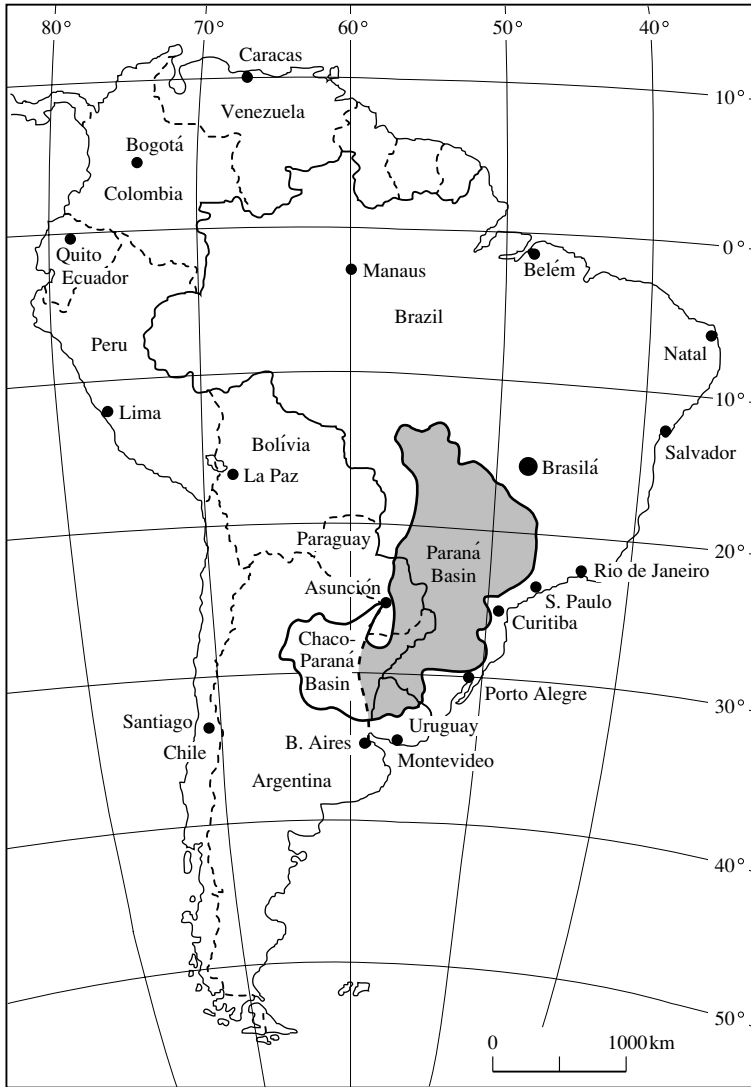 80° 70° 60° 50° 40°
Caracas
10°
Venezuela
Bogotá
Colombia
0°
Quito
Ecuador
Manaus
Belém
Brazil
Peru
Natal
10°
Lima
Bolívia
Salvador
La Paz
Brasilá
Paraguay
20°
Paraná
Basin
Rio de Janeiro
Asunción
S. Paulo
Curitiba
Chaco-
Paraná
Basin
Porto Alegre
30°
Santiago
Uruguay
Chile
B. Aires
Montevideo
Argentina
40°
50°
0 1000 km